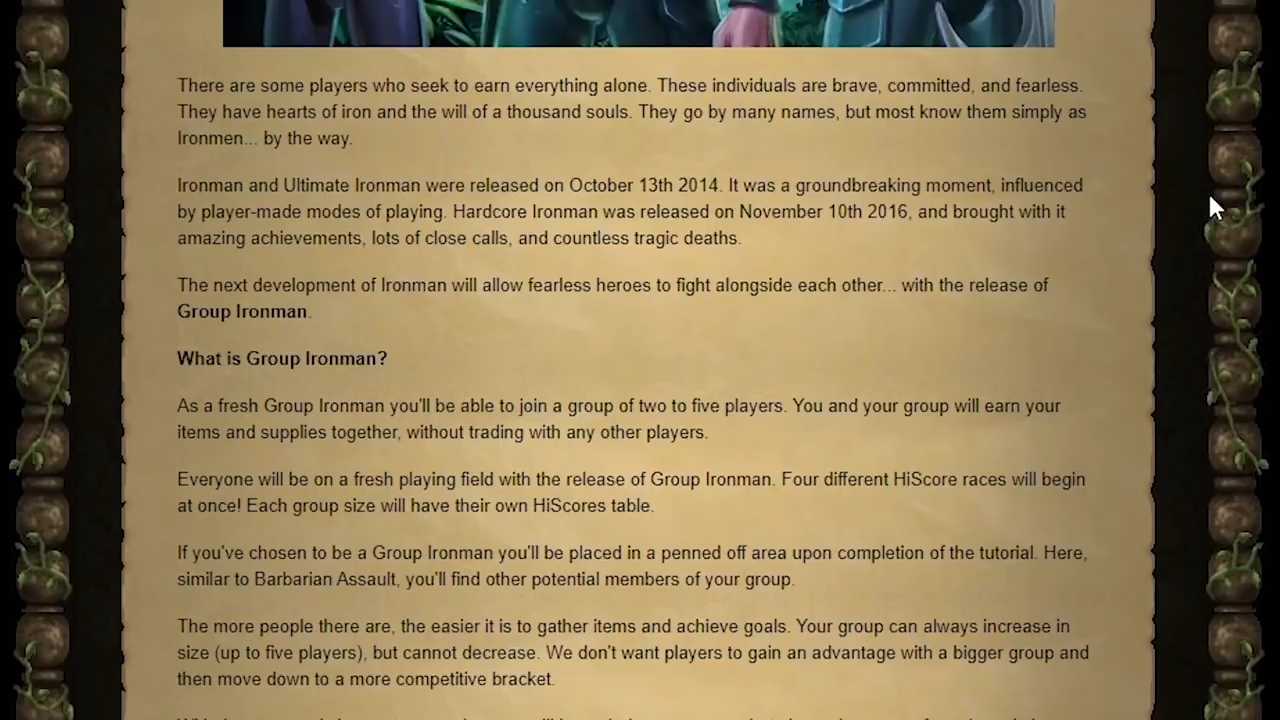 There are some players who seek to earn everything alone. These individuals are brave, committed, and fearless.
They have hearts of iron and the will of a thousand souls. They go by many names, but most know them simply as
Ironmen... by the way.
Ironman and Ultimate Ironman were released on October 13th 2014. It was a groundbreaking moment, influenced
by player-made modes of playing. Hardcore Ironman was released on November 10th 2016, and brought with it
amazing achievements, lots of close calls, and countless tragic deaths.
The next development of Ironman will allow fearless heroes to fight alongside each other... with the release of
Group Ironman.
What is Group Ironman?
As a fresh Group Ironman you'll be able to join a group of two to five players. You and your group will earn your
items and supplies together, without trading with any other players.
Everyone will be on a fresh playing field with the release of Group Ironman. Four different HiScore races will begin
at once! Each group size will have their own HiScores table.
If you've chosen to be a Group Ironman you'll be placed in a penned off area upon completion of the tutorial. Here,
similar to Barbarian Assault, you'll find other potential members of your group.
The more people there are, the easier it is to gather items and achieve goals. Your group can always increase in
size (up to five players), but cannot decrease. We don't want players to gain an advantage with a bigger group and
then move down to a more competitive bracket.